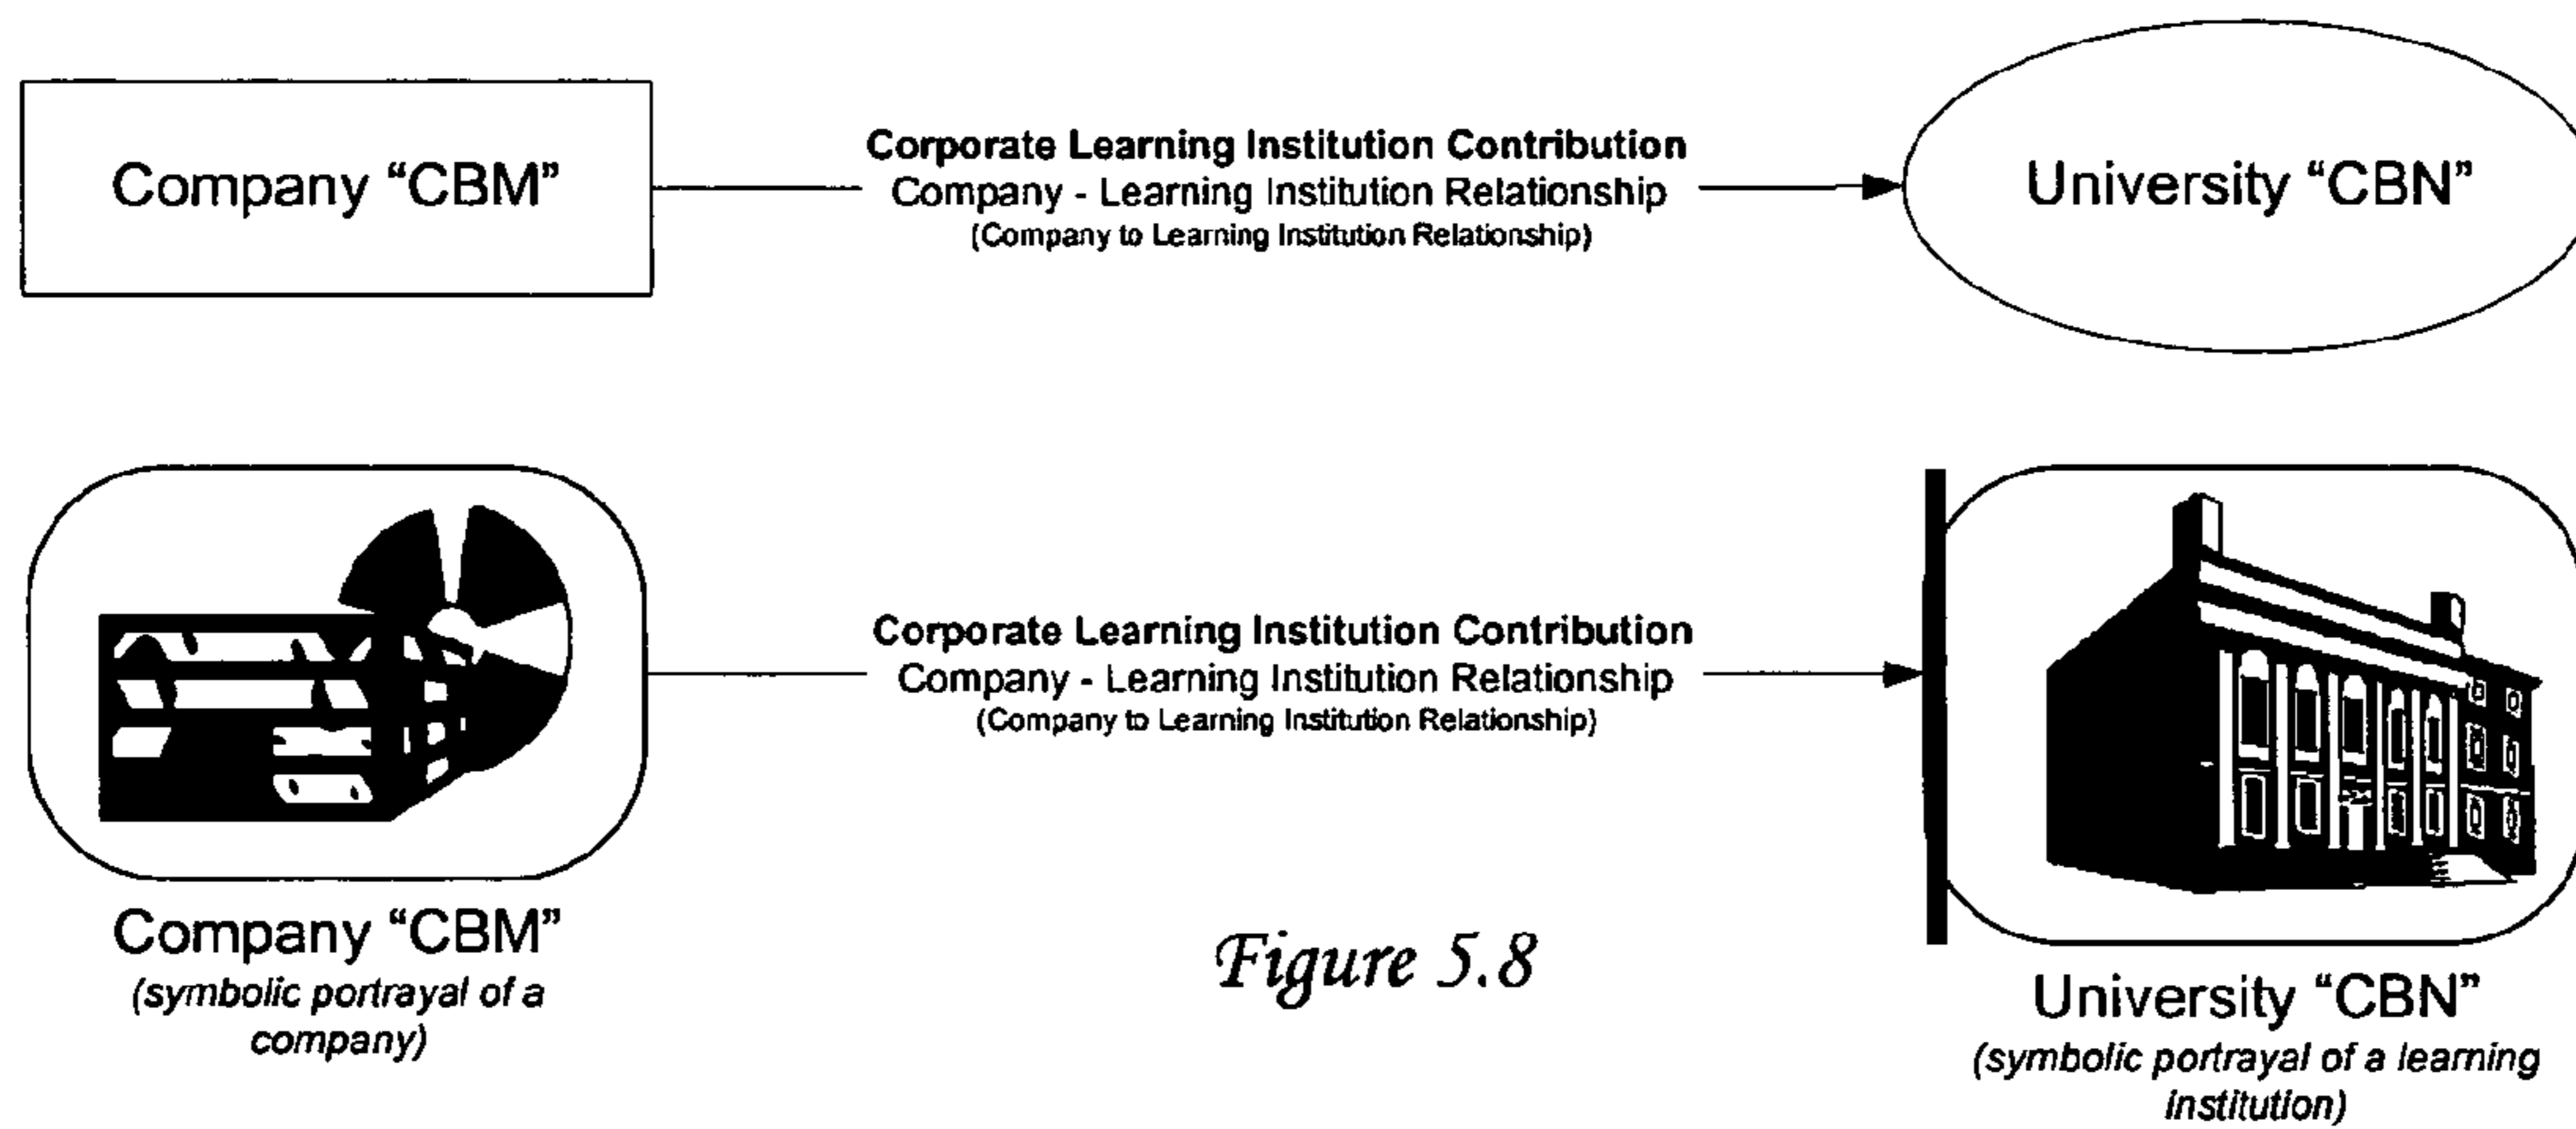 Company “CBM”
Corporate Learning Institution Contribution
Company - Learning Institution Relationship
(Company to Learning Institution Relationship)
University “CBN”
Corporate Learning Institution Contribution
Company - Learning Institution Relationship
(Company to Learning Institution Relationship)
Company “CBM”
(symbolic portrayal of a
company)
Figure 5.8
University “CBN”
(symbolic portrayal of a learning
institution)